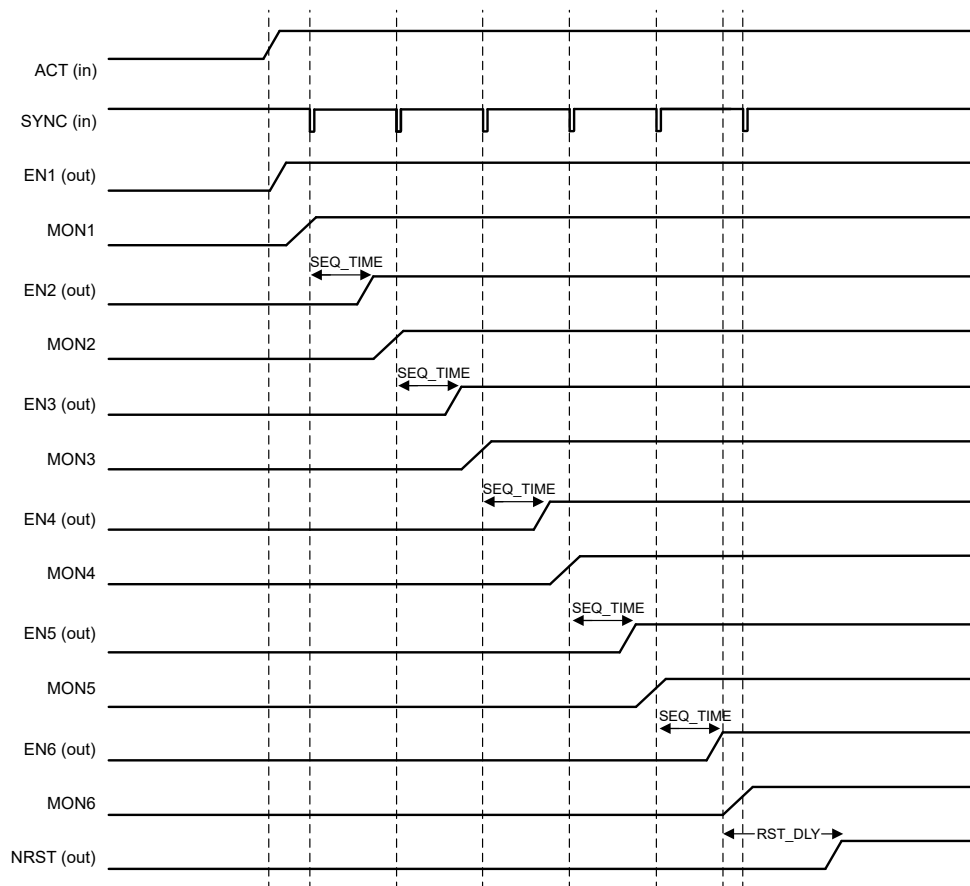 ACT (in)
SYNC (in)
EN1 (out)
MON1
SEQ_TIME
EN2 (out)
MON2
SEQ_TIME
EN3 (out)
MON3
SEQ_TIME
EN4 (out)
MON4
SEQ_TIME
EN5 (out)
MON5
SEQ_TIME
EN6 (out)
MON6
RST_DLY
NRST (out)